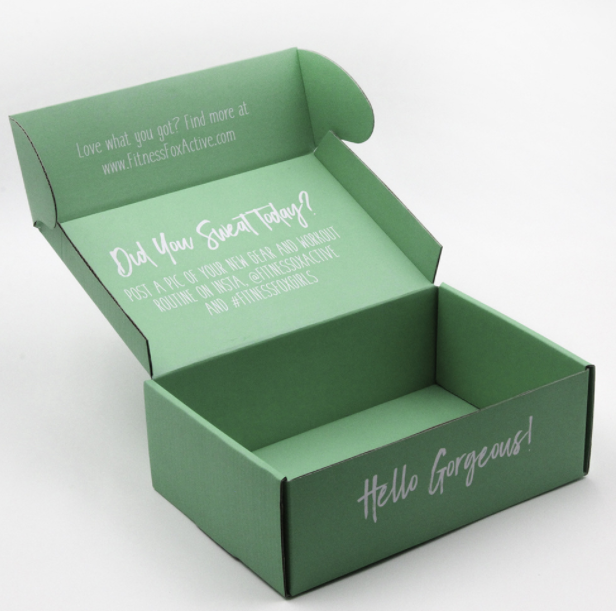 Love what you got? Find more at
www.FitnessFoxActive.com
Did You Sweat Today?
POST A PIC OF YOUR NEW GEAR AND WORKOUT
ROUTINE ON INSTA, @FITNESSOXACTIVE
AND #FITNESSFOXGIRLS
Hello Gorgeous!